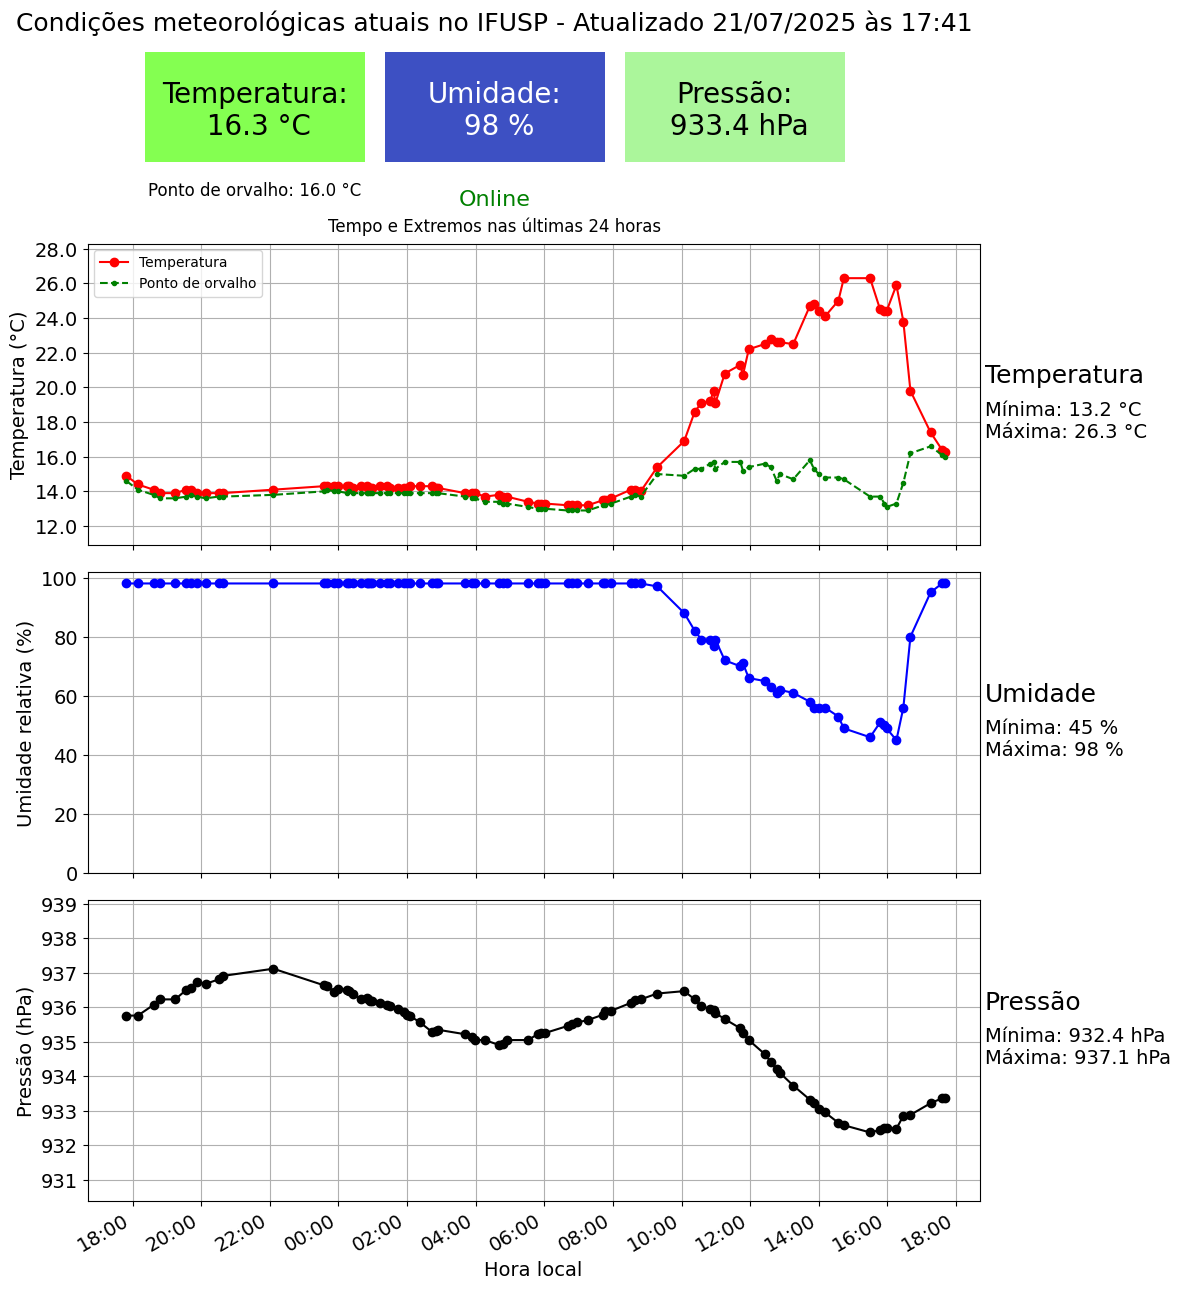 Condições meteorológicas atuais no IFUSP - Atualizado 21/07/2025 às 17:41
Temperatura:
16.3 °C
Umidade:
98 %
Pressão:
933.4 hPa
Ponto de orvalho: 16.0 °C
Online
Tempo e Extremos nas últimas 24 horas
Temperatura (°C)
28.0
26.0
24.0
22.0
20.0
18.0
16.0
14.0
12.0
Temperatura
Ponto de orvalho
Temperatura
Mínima: 13.2 °C
Máxima: 26.3 °C
Umidade relativa (%)
100
80
60
40
20
0
Umidade
Mínima: 45 %
Máxima: 98 %
Pressão (hPa)
939
938
937
936
935
934
933
932
931
Pressão
Mínima: 932.4 hPa
Máxima: 937.1 hPa
18:00
20:00
22:00
00:00
02:00
04:00
06:00
08:00
10:00
12:00
14:00
16:00
18:00
Hora local